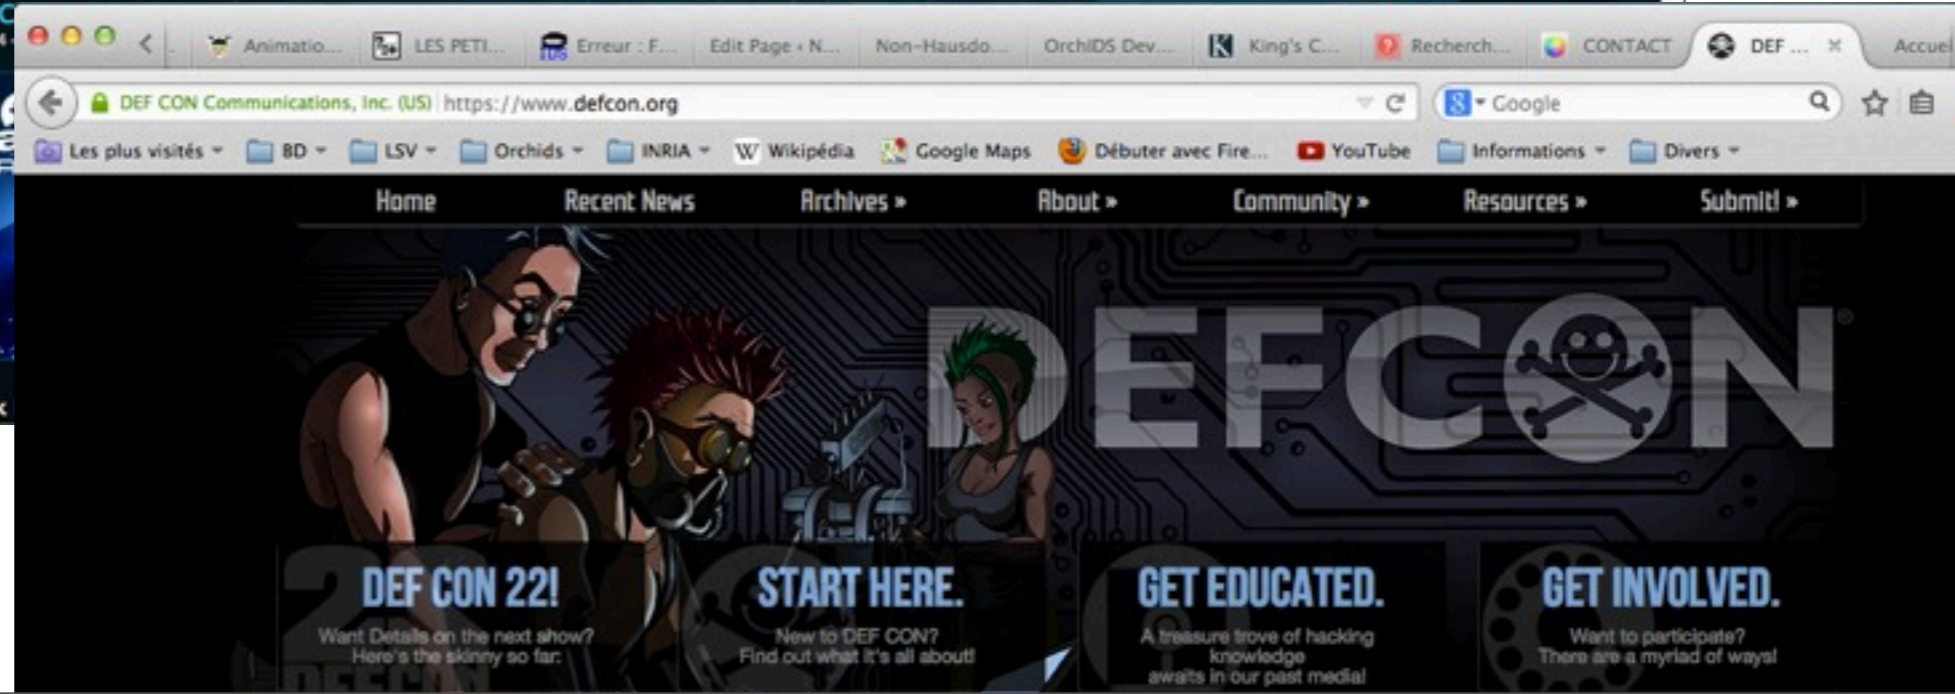 Animatio...
LES PETI...
Erreur : F...
Edit Page ‹ N...
Non-Hausdo...
OrchIDS Dev...
King's C...
Recherch...
CONTACT
DEF ...
Accuei
DEF CON Communications, Inc. (US) https://www.defcon.org
Google
Les plus visités
BD
LSV
Orchids
INRIA
Wikipédia
Google Maps
Débuter avec Fire...
YouTube
Informations
Divers
Home
Recent News
Archives »
About »
Community »
Resources »
Submit! »
DEFCON®
DEF CON 22!
Want Details on the next show?
Here's the skinny so far:
START HERE.
New to DEF CON?
Find out what it's all about!
GET EDUCATED.
A treasure trove of hacking
knowledge
awaits in our past media!
GET INVOLVED.
Want to participate?
There are a myriad of ways!
DEFCON